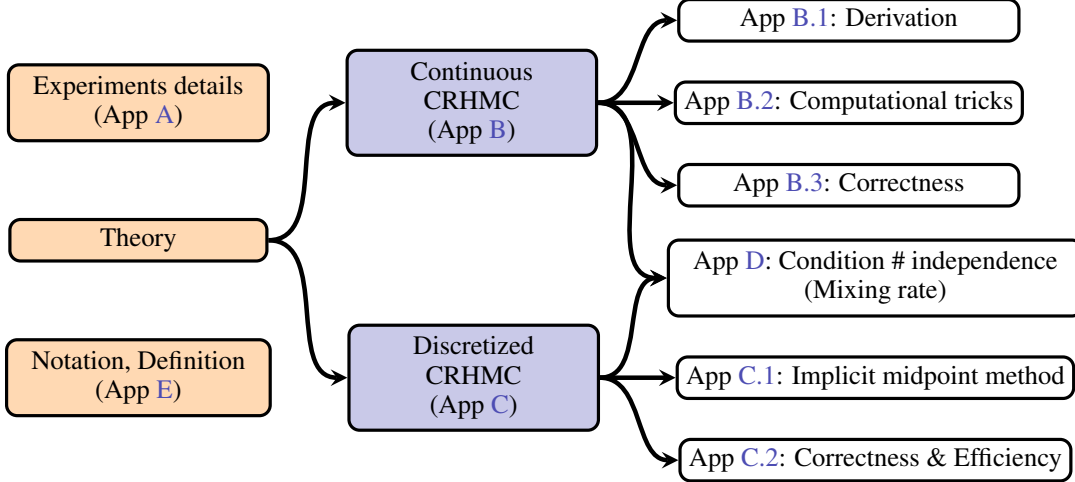 Experiments details
(App A)
Theory
Notation, Definition
(App E)
Continuous
CRHMC
(App B)
Discretized
CRHMC
(App C)
App B.1: Derivation
App B.2: Computational tricks
App B.3: Correctness
App D: Condition # independence
(Mixing rate)
App C.1: Implicit midpoint method
App C.2: Correctness & Efficiency